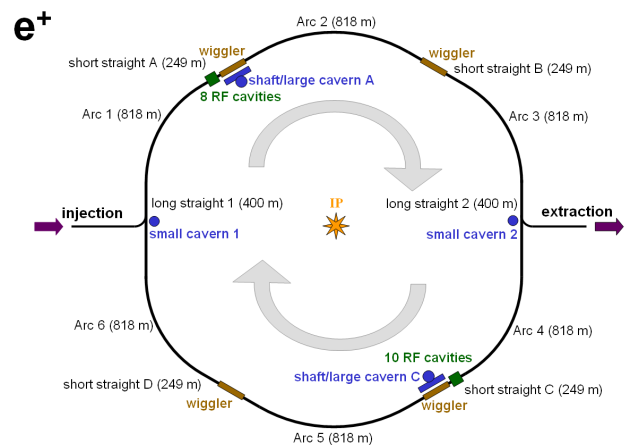 e+
Arc 2 (818 m)
wiggler
wiggler
short straight A (249 m)
short straight B (249 m)
shaft/large cavern A
8 RF cavities
Arc 1 (818 m)
Arc 3 (818 m)
long straight 1 (400 m)
IP
long straight 2 (400 m)
injection
extraction
small cavern 1
small cavern 2
Arc 6 (818 m)
Arc 4 (818 m)
10 RF cavities
shaft/large cavern C
short straight D (249 m)
short straight C (249 m)
wiggler
wiggler
Arc 5 (818 m)